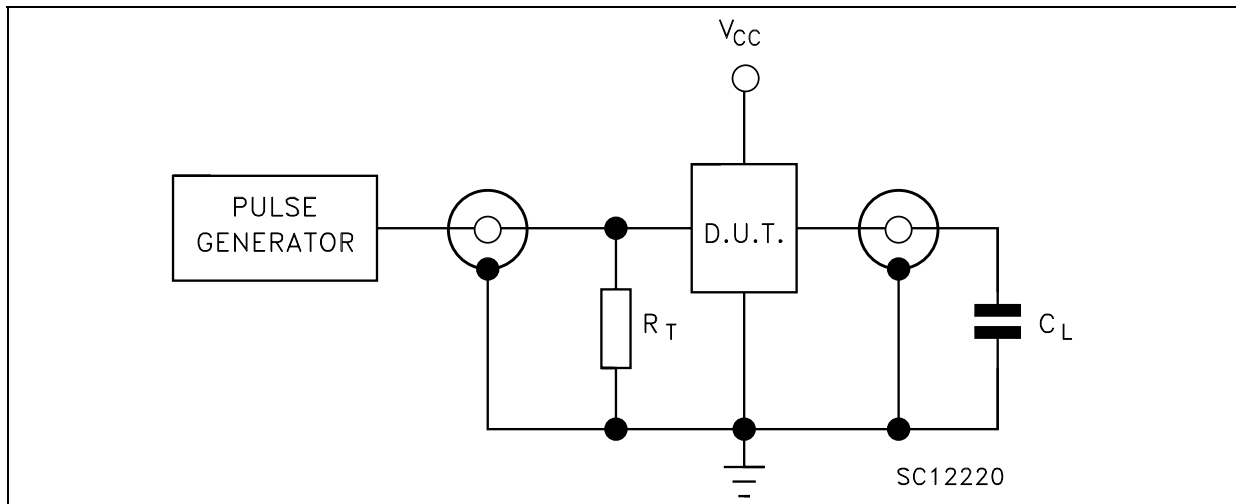 VCC
PULSE
GENERATOR
D.U.T.
RT
CL
SC12220